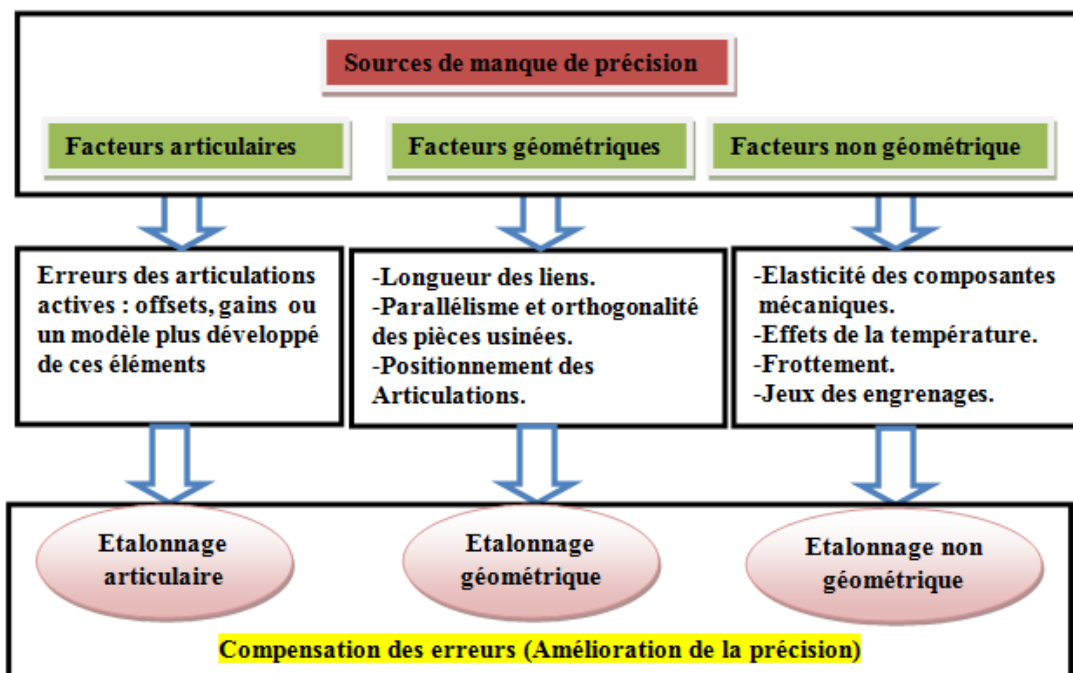 Sources de manque de précision
Facteurs articulaires
Facteurs géométriques
Facteurs non géométrique
Erreurs des articulations
actives : offsets, gains ou
un modèle plus développé
de ces éléments
-Longueur des liens.
-Parallélisme et orthogonalité
des pièces usinées.
-Positionnement des
Articulations.
-Elasticité des composantes
mécaniques.
-Effets de la température.
-Frottement.
-Jeux des engrenages.
Etalonnage
articulaire
Etalonnage
géométrique
Etalonnage non
géométrique
Compensation des erreurs (Amélioration de la précision)